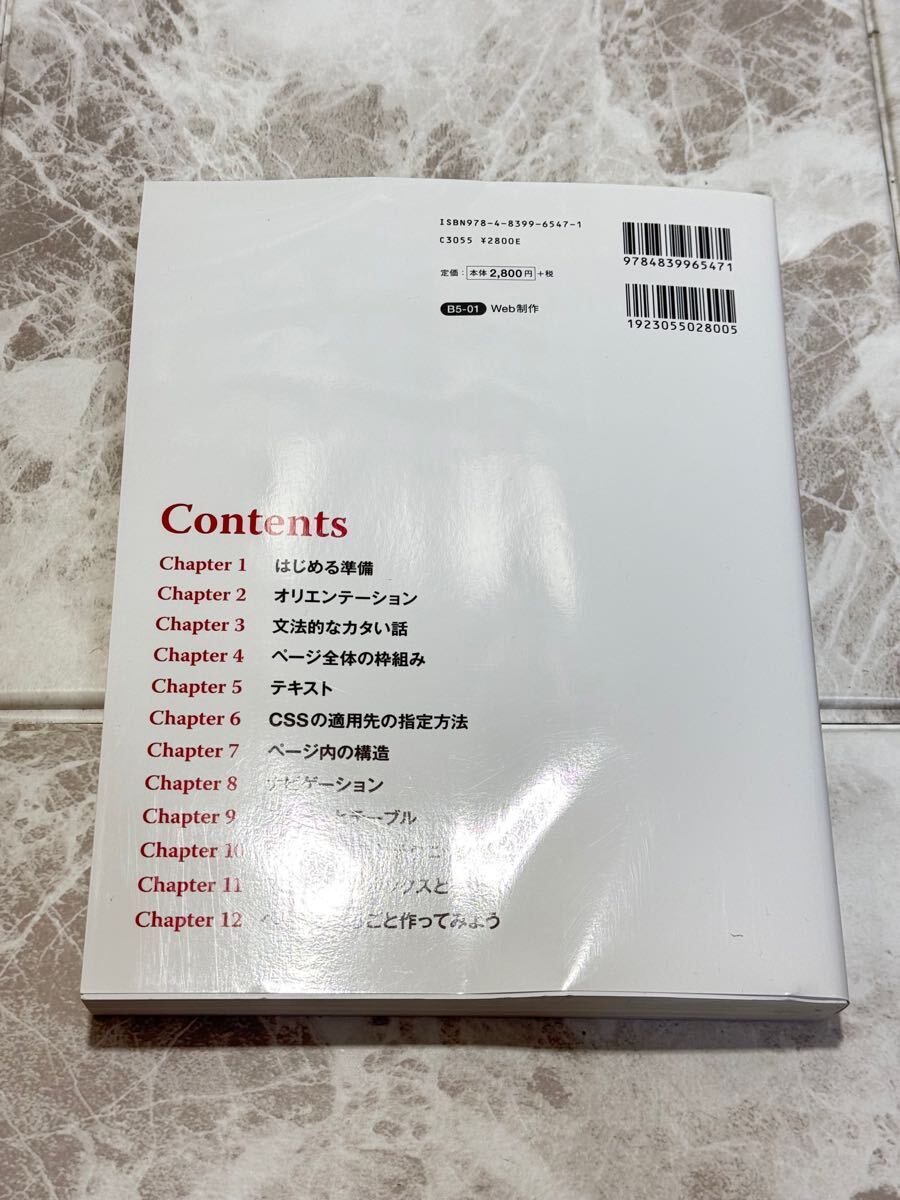 ISBN978-4-8399-6547-1
C3055 ¥2800E
定価：本体2,800円+税
B5-01 Web制作
9784839965471
1923055028005
Contents
Chapter 1 はじめる準備
Chapter 2 オリエンテーション
Chapter 3 文法的なカタい話
Chapter 4 ページ全体の枠組み
Chapter 5 テキスト
Chapter 6 CSSの適用先の指定方法
Chapter 7 ページ内の構造
Chapter 8 ナビゲーション
Chapter 9 テーブル
Chapter 10
Chapter 11
Chapter 12 ごと作ってみよう